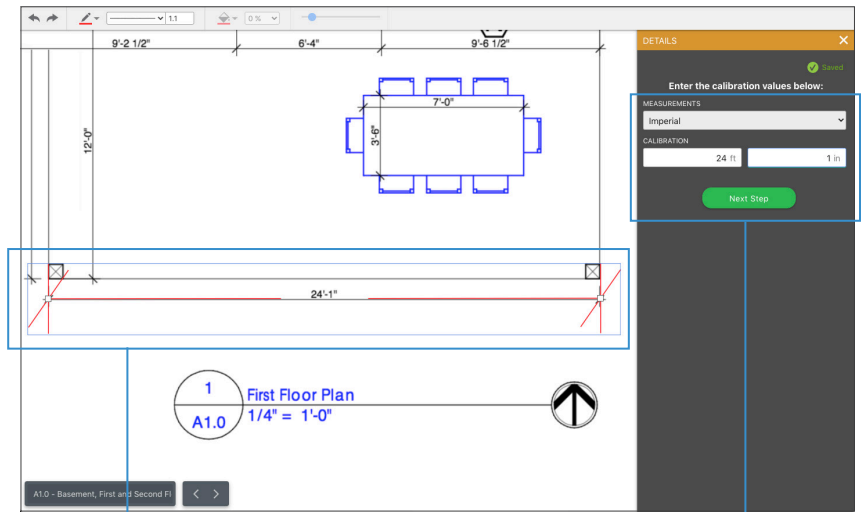 1.1
0 %
9'-2 1/2"
6'-4"
9'-6 1/2"
7'-0"
3'-6"
12'-0"
24'-1"
1
A1.0
First Floor Plan
1/4" = 1'-0"
A1.0 - Basement, First and Second Fl
DETAILS
Saved
Enter the calibration values below:
MEASUREMENTS
Imperial
CALIBRATION
24 ft
1 in
Next Step